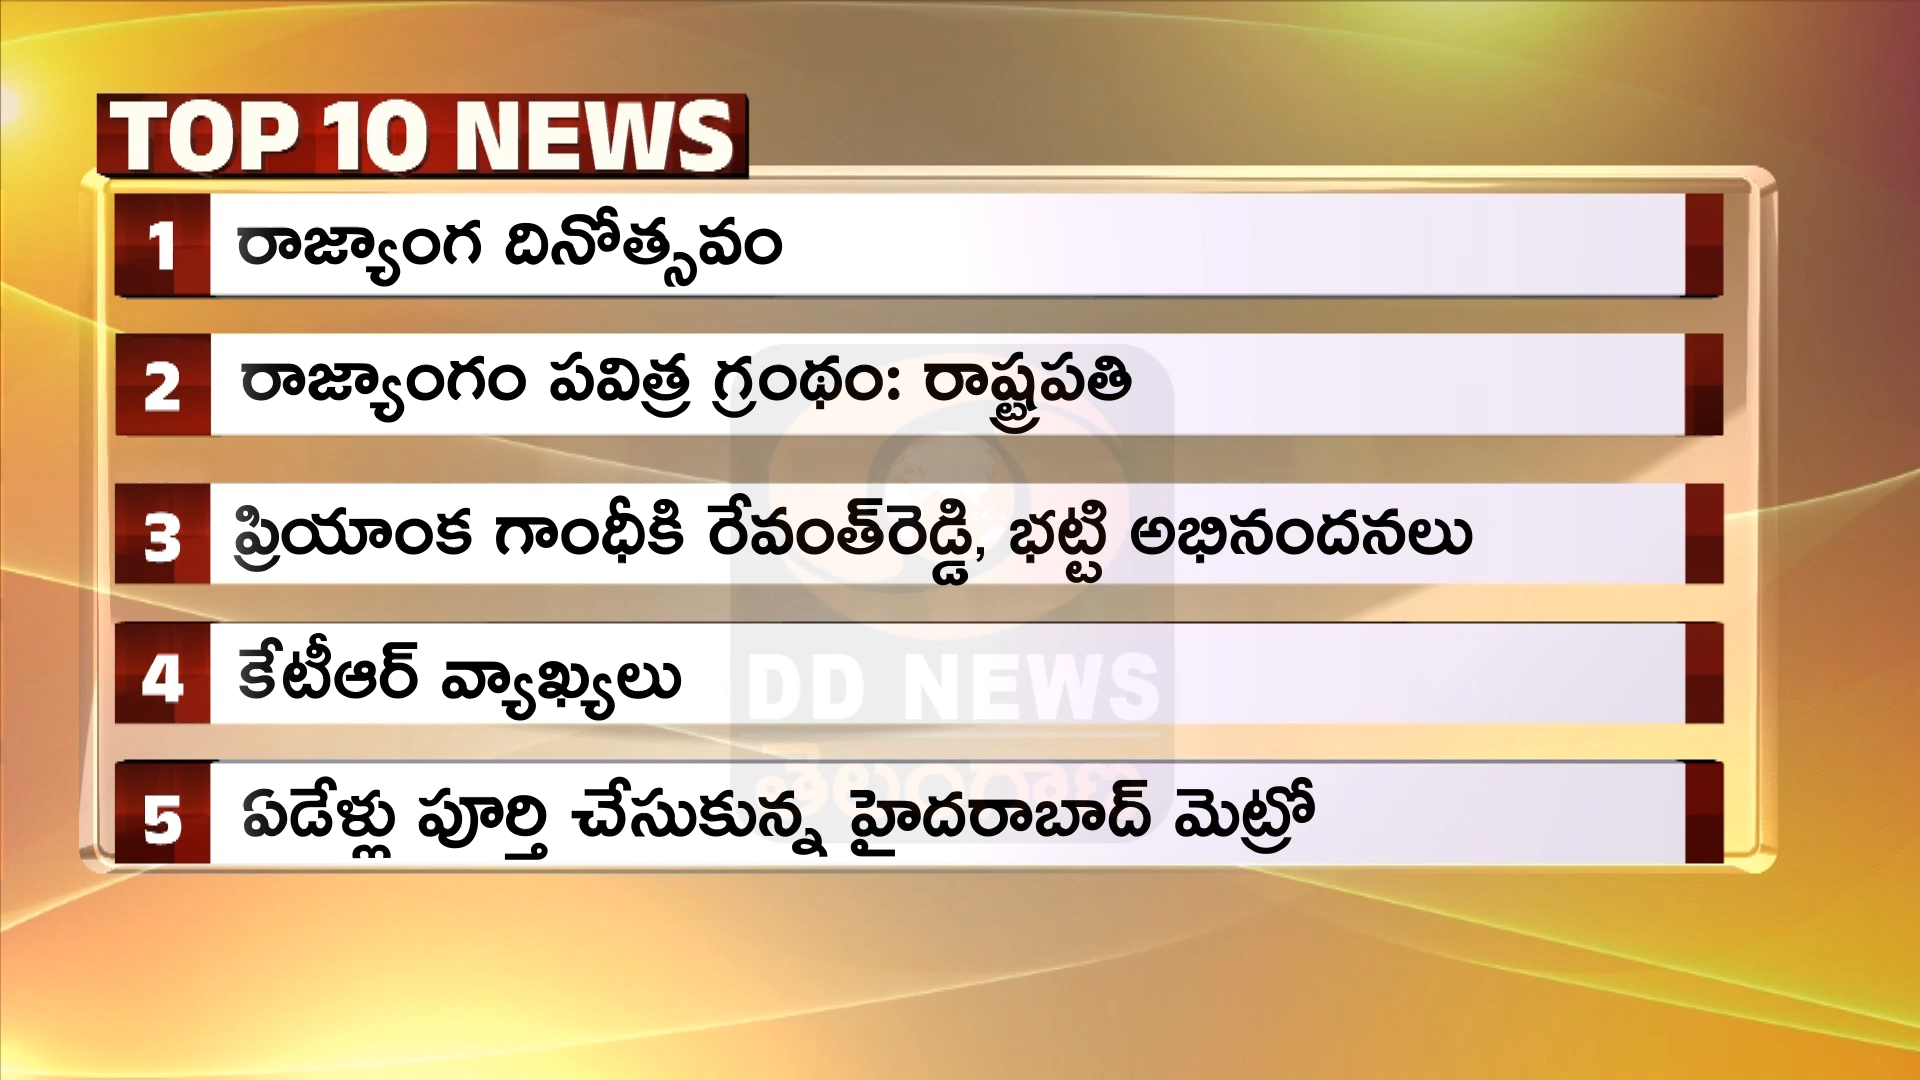 TOP 10 NEWS
1 రాజ్యాంగ దినోత్సవం
2 రాజ్యాంగం పవిత్ర గ్రంథం: రాష్ట్రపతి
3 ప్రియాంక గాంధీకి రేవంత్‌రెడ్డి, భట్టి అభినందనలు
4 కేటీఆర్ వ్యాఖ్యలు
DD NEWS
తెలంగాణ
5 ఏడేళ్లు పూర్తి చేసుకున్న హైదరాబాద్ మెట్రో